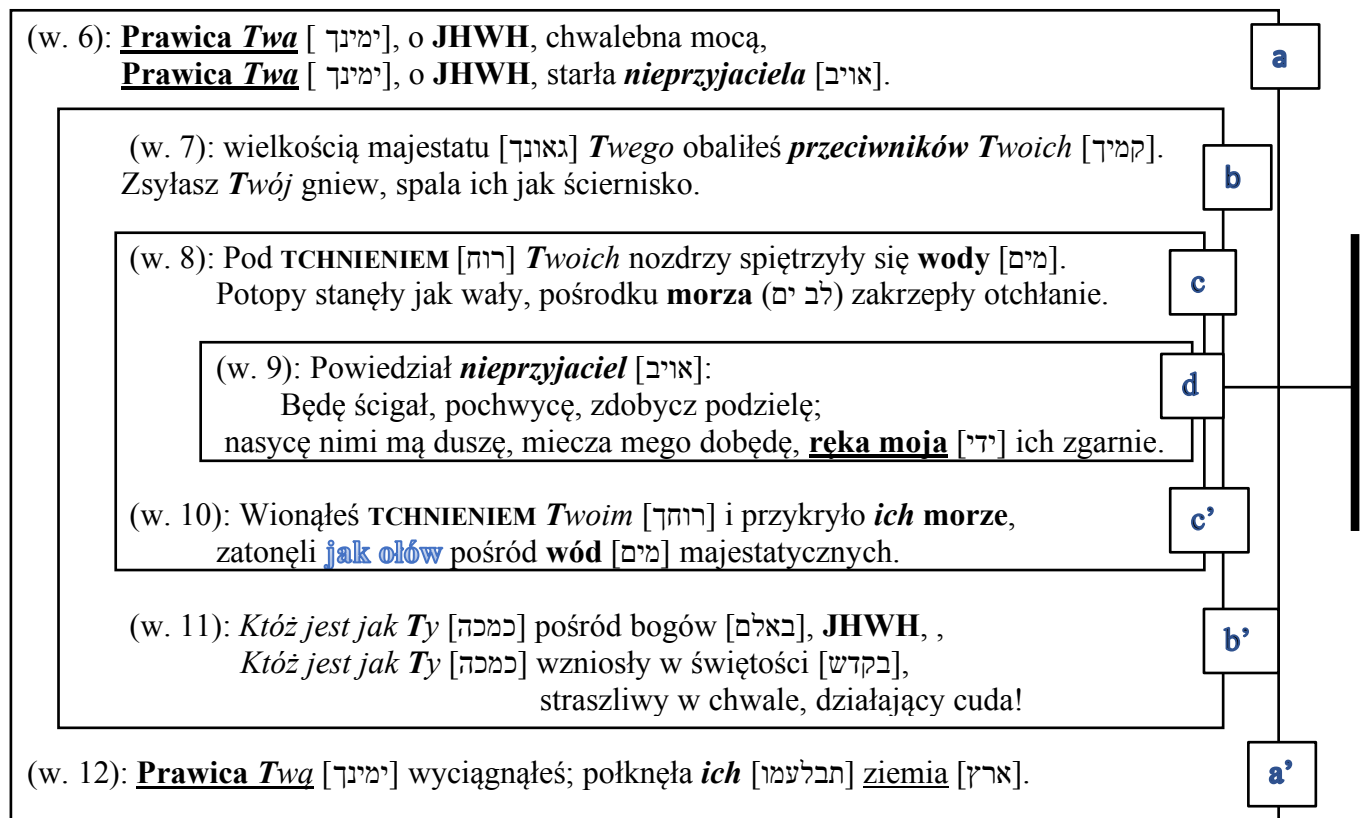 (w. 6): Prawica Twa [ ימינך], o JHWH, chwalebna mocą,
a
Prawica Twa [ ימינך], o JHWH, starła nieprzyjaciela [אויב].
(w. 7): wielkością majestatu [גאונך] Twego obaliłeś przeciwników Twoich [קמיך].
b
Zsyłasz Twój gniew, spala ich jak ściernisko.
(w. 8): Pod TCHNIENIEM [רוח] Twoich nozdrzy spiętrzyły się wody [מים].
c
Potopy stanęły jak wały, pośrodku morza (לב ים) zakrzepły otchłanie.
(w. 9): Powiedział nieprzyjaciel [אויב]:
d
Będę ścigał, pochwycę, zdobycz podzielę;
nasycę nimi mą duszę, miecza mego dobędę, ręka moja [ידי] ich zgarnie.
(w. 10): Wionąłeś TCHNIENIEM Twoim [רוחך] i przykryło ich morze,
c’
zatonęli jak ołów pośród wód [מים] majestatycznych.
(w. 11): Któż jest jak Ty [כמכה] pośród bogów [באלם], JHWH, ,
b’
Któż jest jak Ty [כמכה] wzniosły w świętości [בקדש],
straszliwy w chwale, działający cuda!
(w. 12): Prawica Twą [ימינך] wyciągnąłeś; połknęła ich [תבלעמו] ziemia [ארץ].
a’